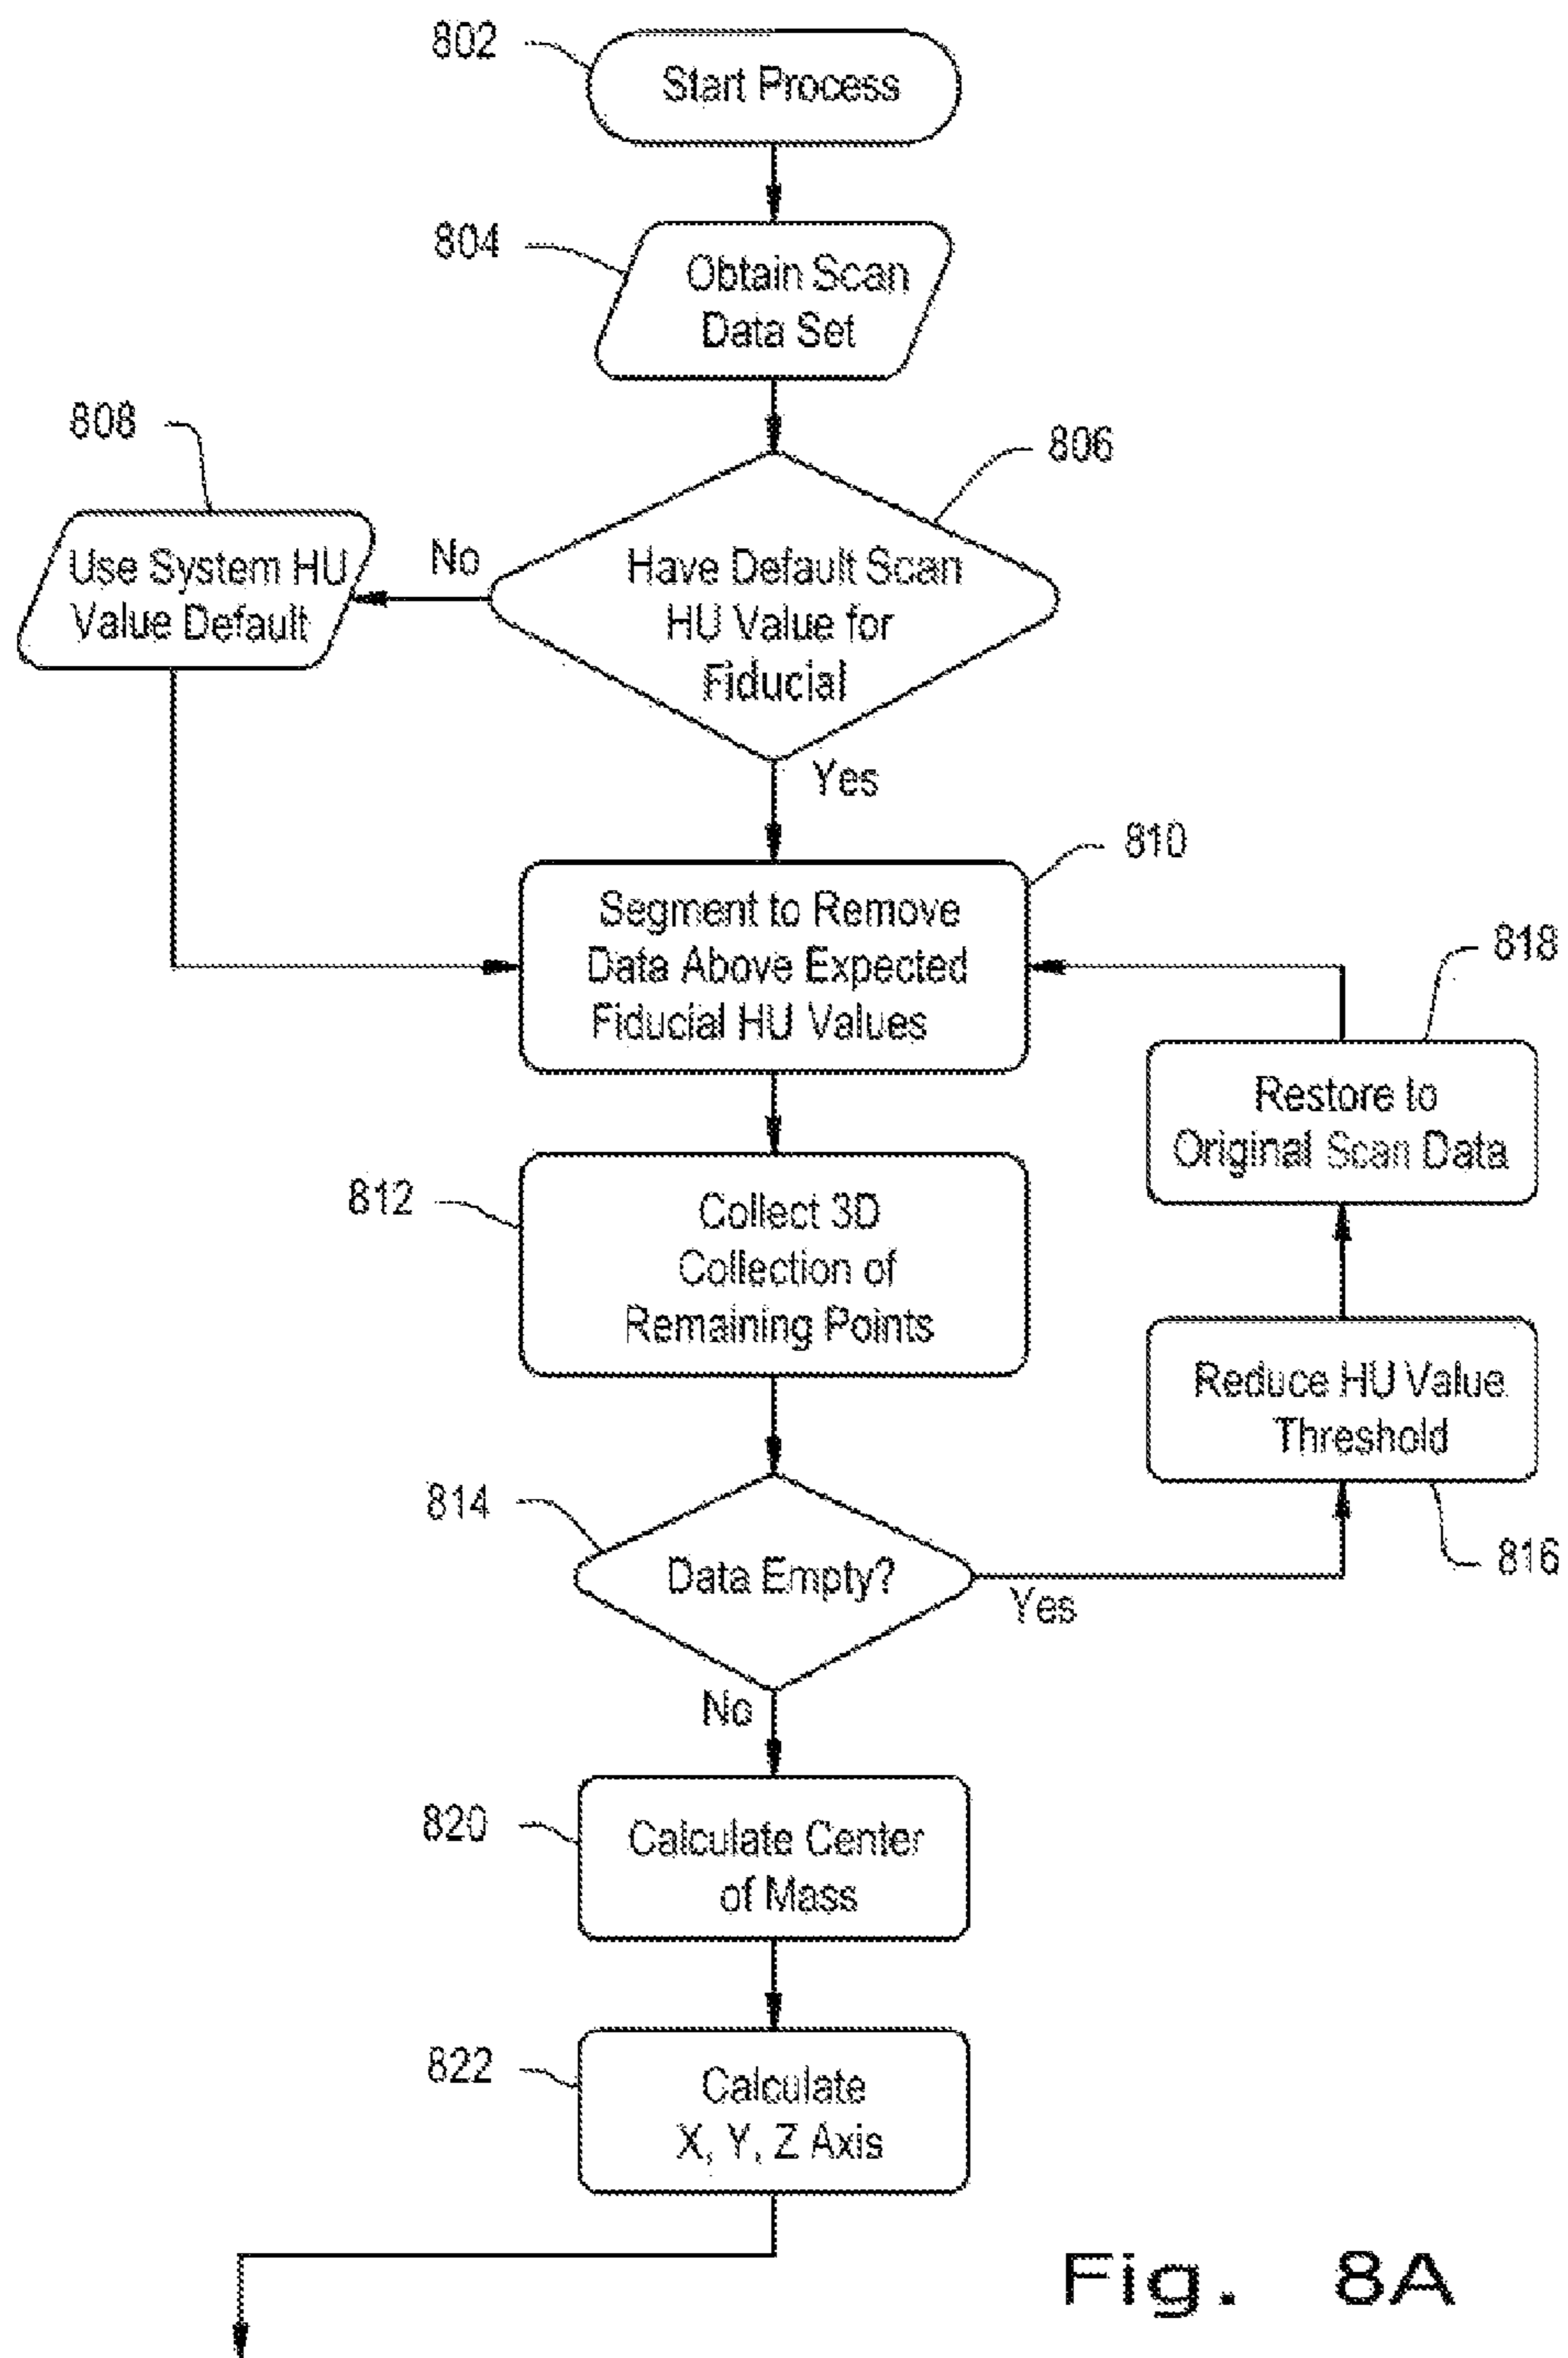 802
Start Process
804
Obtain Scan
Data Set
808
806
Use System HU
Value Default
No
Have Default Scan
HU Value for
Fiducial
Yes
810
Segment to Remove
Data Above Expected
Fiducial HU Values
818
Restore to
Original Scan Data
812
Collect 3D
Collection of
Remaining Points
Reduce HU Value
Threshold
814
Data Empty?
Yes
816
No
820
Calculate Center
of Mass
822
Calculate
X, Y, Z Axis
Fig. 8A